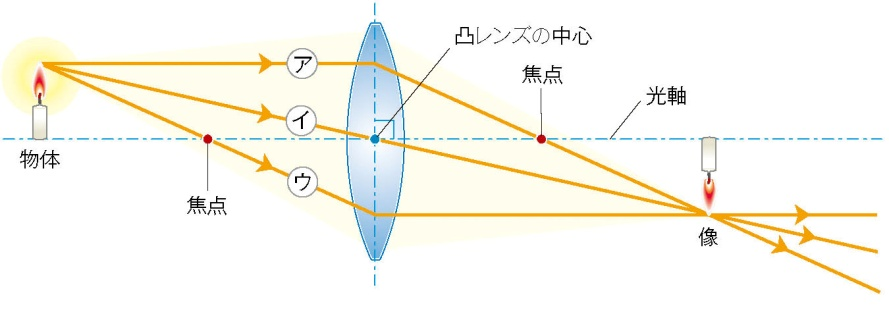 凸レンズの中心
焦点
光軸
ア
イ
ウ
物体
焦点
像